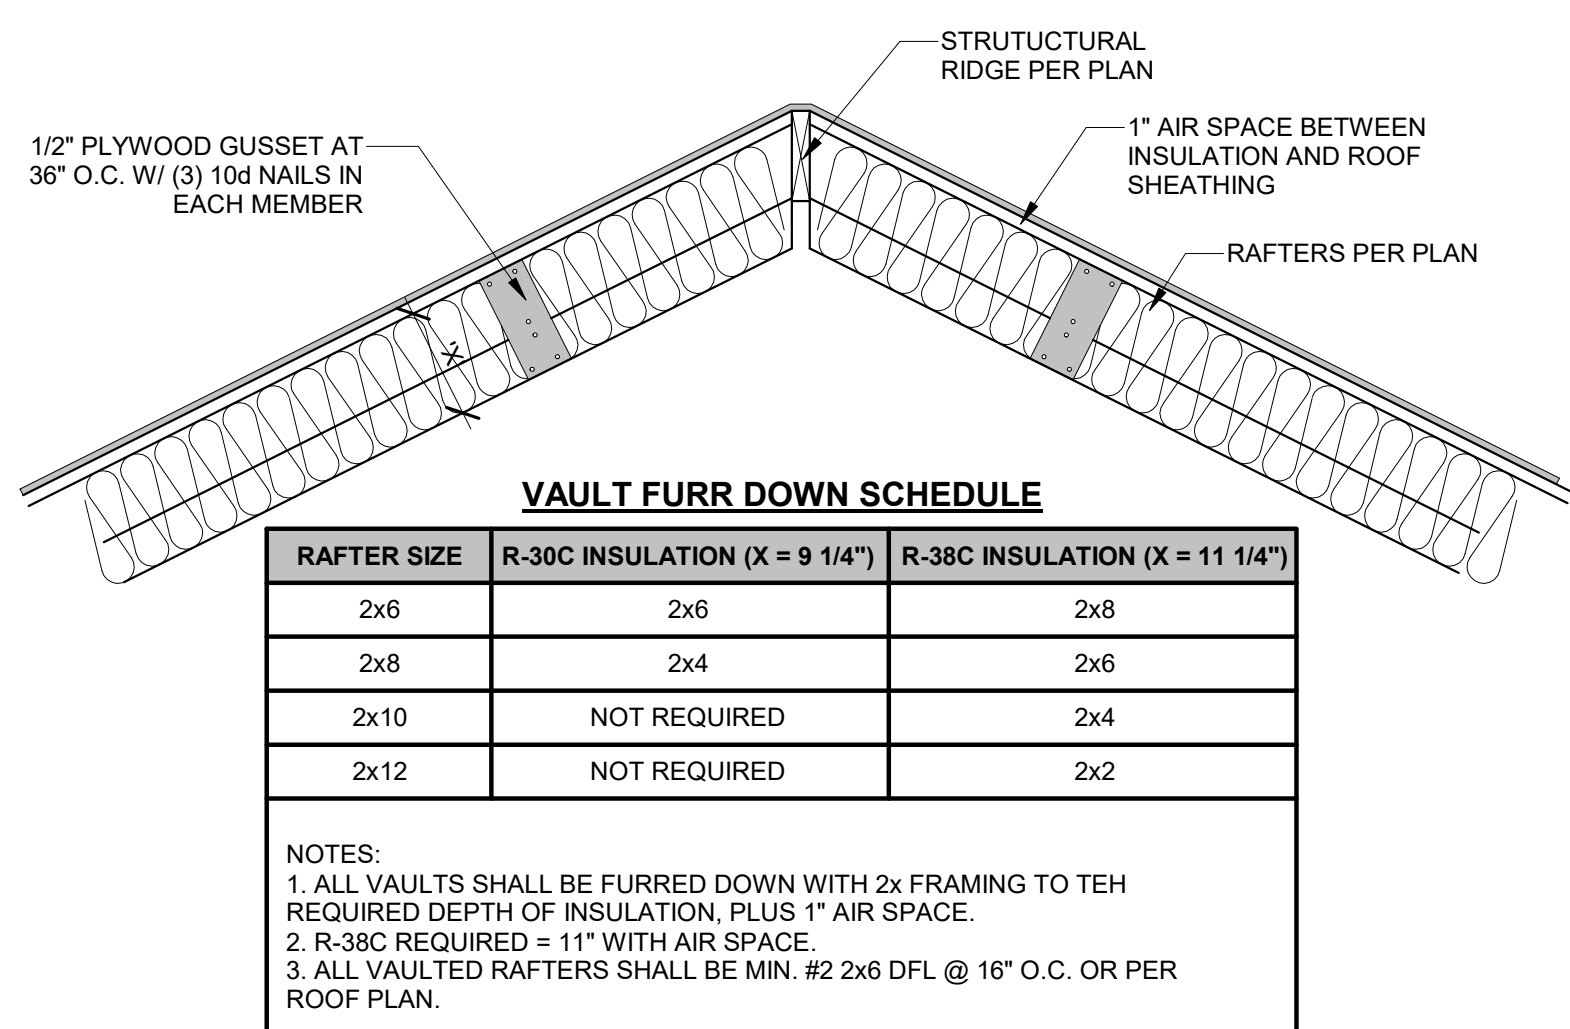 STRUTUCTURAL
RIDGE PER PLAN
1/2" PLYWOOD GUSSET AT
36" O.C. W/ (3) 10d NAILS IN
EACH MEMBER
1" AIR SPACE BETWEEN
INSULATION AND ROOF
SHEATHING
RAFTERS PER PLAN
'X'
VAULT FURR DOWN SCHEDULE
RAFTER SIZE R-30C INSULATION (X = 9 1/4") R-38C INSULATION (X = 11 1/4")
2x6 2x6 2x8
2x8 2x4 2x6
2x10 NOT REQUIRED 2x4
2x12 NOT REQUIRED 2x2
NOTES:
1. ALL VAULTS SHALL BE FURRED DOWN WITH 2x FRAMING TO TEH
REQUIRED DEPTH OF INSULATION, PLUS 1" AIR SPACE.
2. R-38C REQUIRED = 11" WITH AIR SPACE.
3. ALL VAULTED RAFTERS SHALL BE MIN. #2 2x6 DFL @ 16" O.C. OR PER
ROOF PLAN.